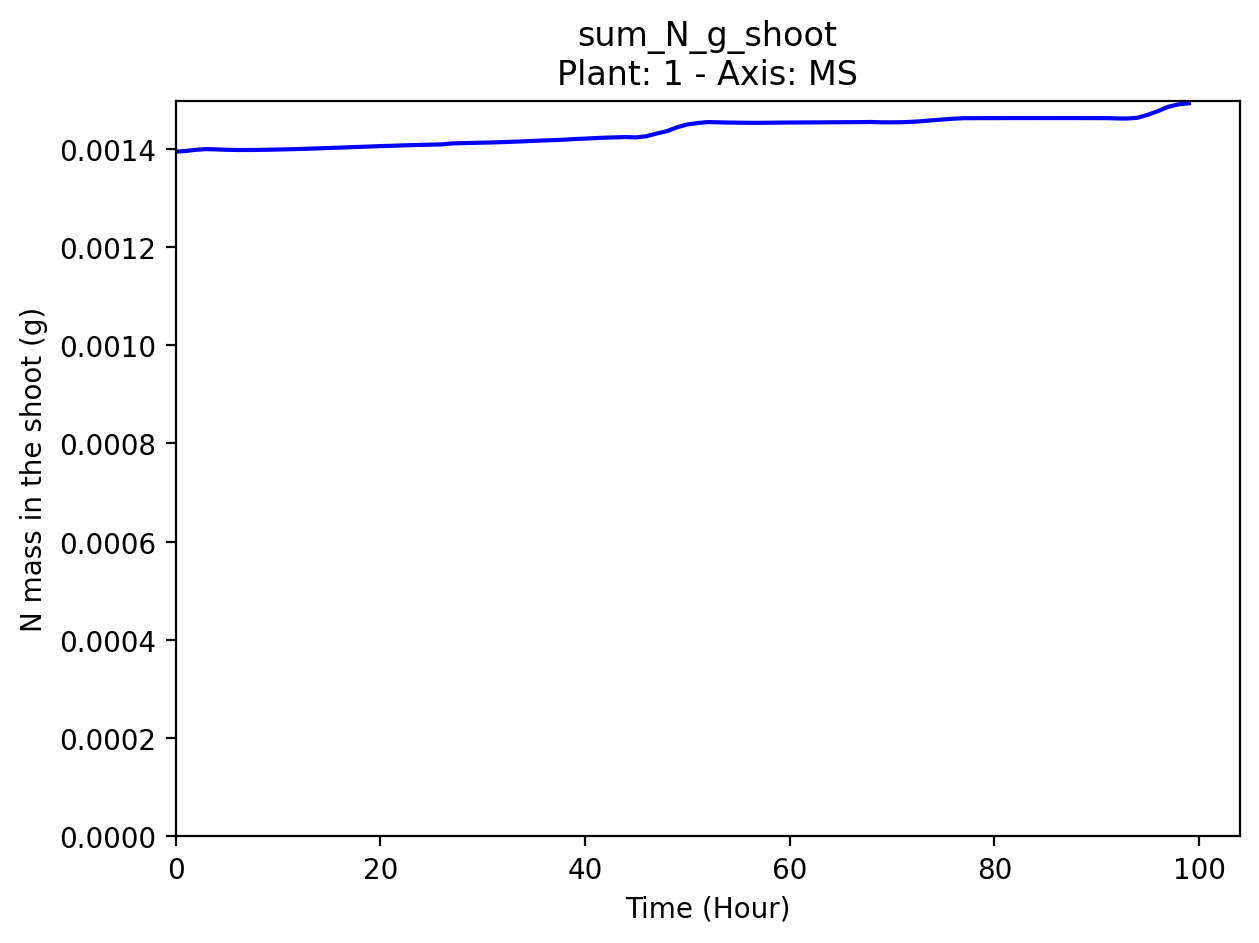 sum_N_g_shoot
Plant: 1 - Axis: MS
N mass in the shoot (g)
0.0014
0.0012
0.0010
0.0008
0.0006
0.0004
0.0002
0.0000
0 20 40 60 80 100
Time (Hour)